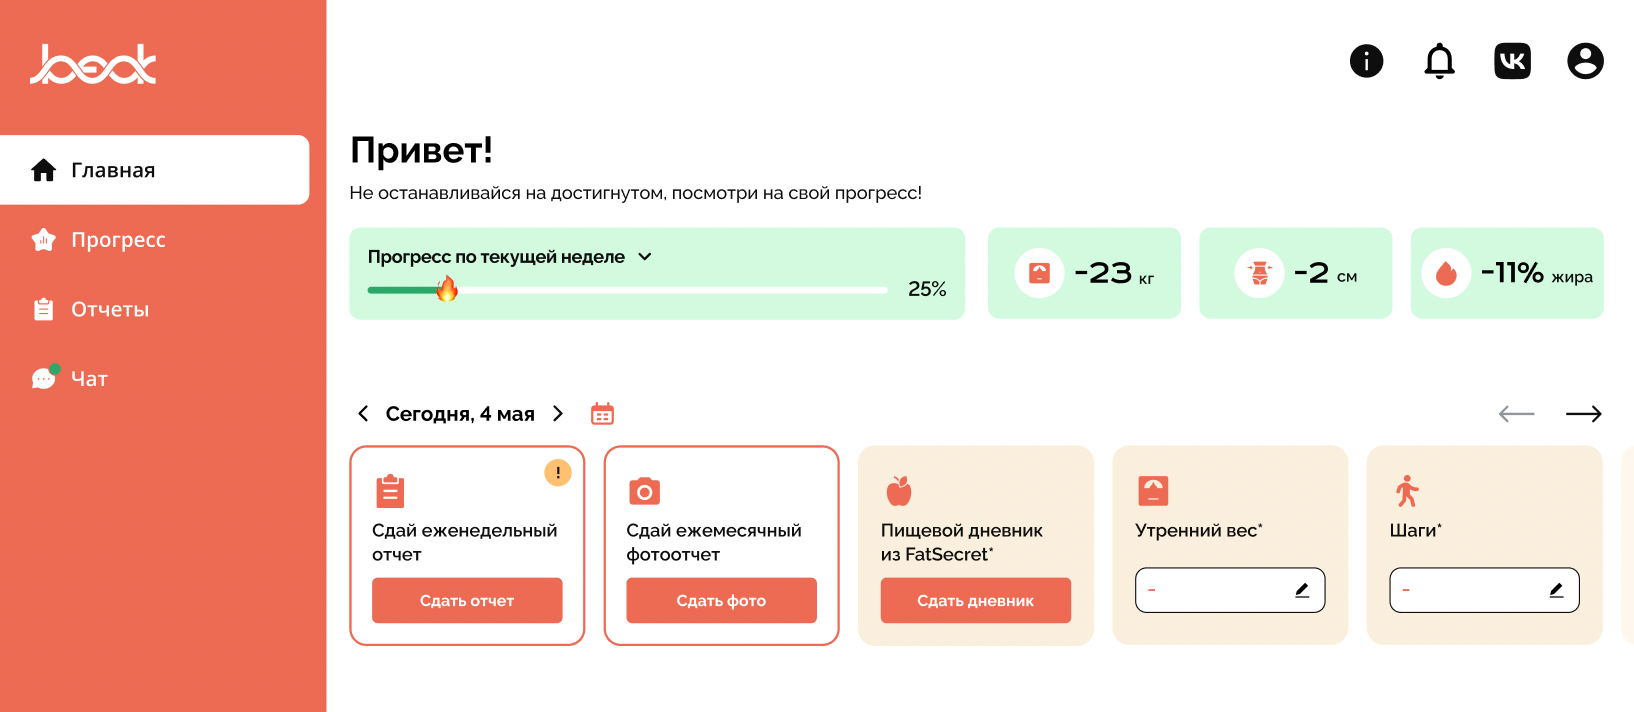 beok
Главная
Прогресс
Отчеты
Чат
Привет!
Не останавливайся на достигнутом, посмотри на свой прогресс!
Прогресс по текущей неделе
25%
-23 кг
-2 см
-11% жира
Сегодня, 4 мая
!
Сдай еженедельный
отчет
Сдать отчет
Сдай ежемесячный
фотоотчет
Сдать фото
Пищевой дневник
из FatSecret*
Сдать дневник
Утренний вес*
-
Шаги*
-